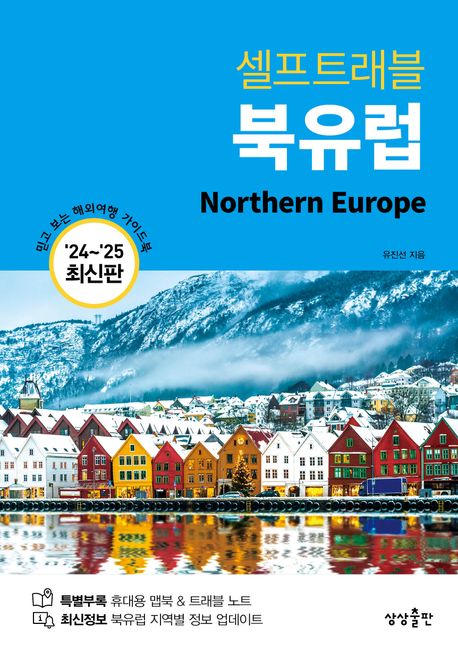 셀프트래블
북유럽
Northern Europe
유진선 지음
믿고 보는 해외여행 가이드북
'24~'25
최신판
특별부록 휴대용 맵북 & 트래블 노트
최신정보 북유럽 지역별 정보 업데이트
상상출판